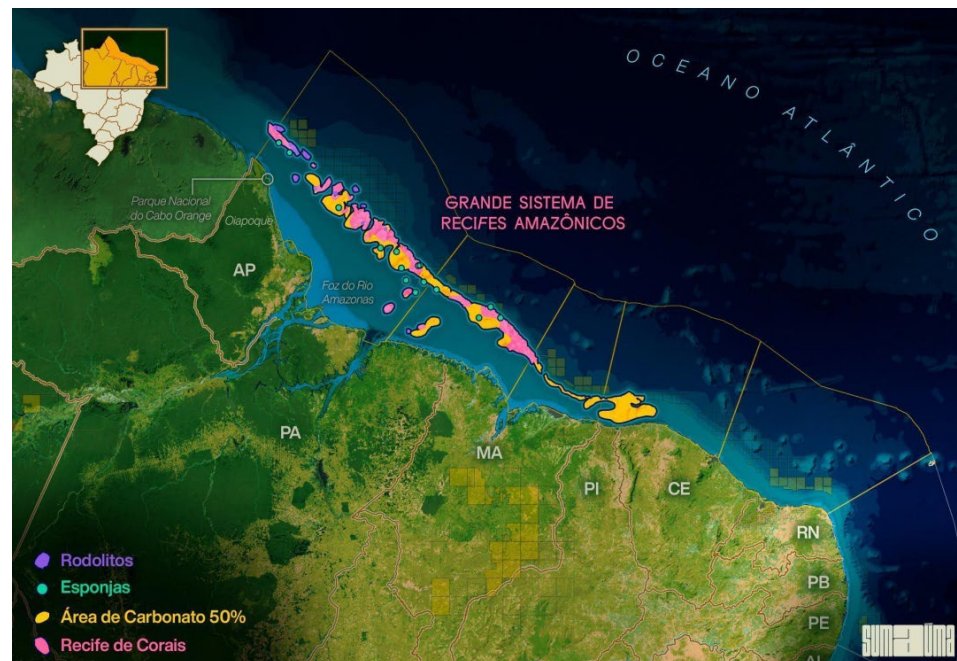 OCEANO ATLÂNTICO
GRANDE SISTEMA DE
RECIFES AMAZÔNICOS
Parque Nacional
do Cabo Orange
Oiapoque
AP
Foz do Rio
Amazonas
PA
MA
PI
CE
RN
PB
PE
AL
Rodolitos
Esponjas
Área de Carbonato 50%
Recife de Corais
SUMAÚMA